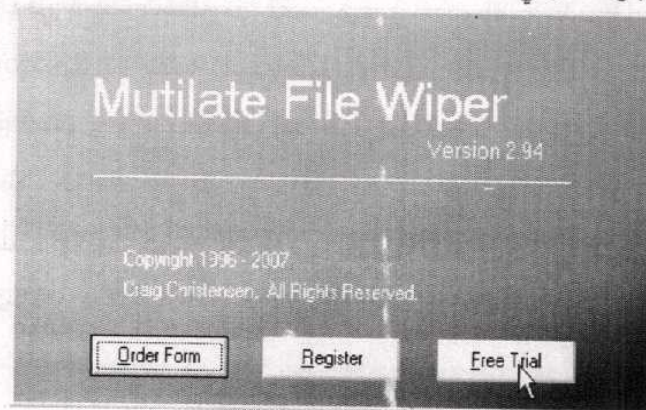 Mutilate File Wiper
Version 2.94
Copyright 1996 - 2007
Craig Christensen, All Rights Reserved.
Order Form
Register
Free Trial